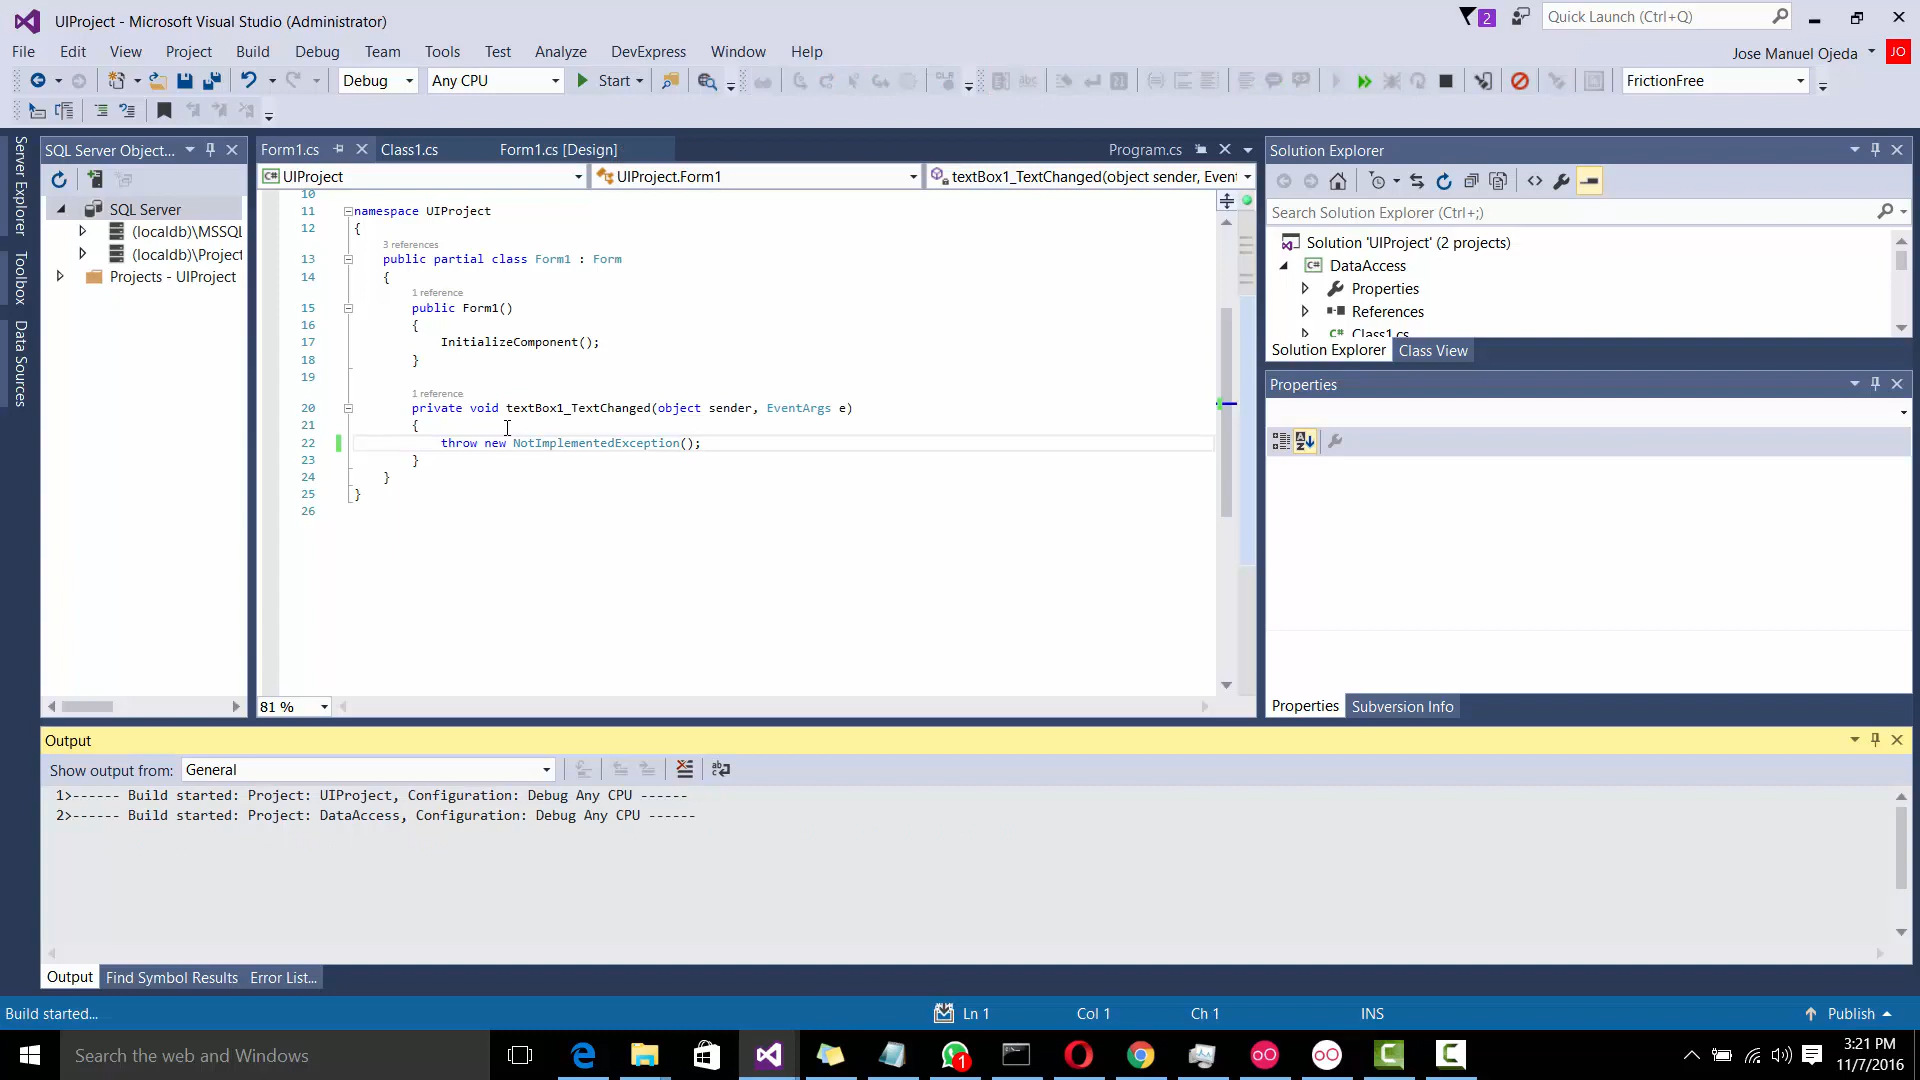 UIProject - Microsoft Visual Studio (Administrator)
2
Quick Launch (Ctrl+Q)
File Edit View Project Build Debug Team Tools Test Analyze DevExpress Window Help
Jose Manuel Ojeda
JO
Debug
Any CPU
Start
FrictionFree
Server Explorer
Toolbox
Data Sources
SQL Server Object...
SQL Server
(localdb)\MSSQL
(localdb)\Project
Projects - UIProject
Form1.cs
Class1.cs
Form1.cs [Design]
Program.cs
UIProject
UIProject.Form1
textBox1_TextChanged(object sender, Event
10
11 namespace UIProject
12 {
3 references
13 public partial class Form1 : Form
14 {
1 reference
15 public Form1()
16 {
17 InitializeComponent();
18 }
19
1 reference
20 private void textBox1_TextChanged(object sender, EventArgs e)
21 {
22 throw new NotImplementedException();
23 }
24 }
25 }
26
81 %
Solution Explorer
Search Solution Explorer (Ctrl+;)
Solution 'UIProject' (2 projects)
DataAccess
Properties
References
Class1.cs
Solution Explorer
Class View
Properties
Properties
Subversion Info
Output
Show output from:
General
1>------ Build started: Project: UIProject, Configuration: Debug Any CPU ------
2>------ Build started: Project: DataAccess, Configuration: Debug Any CPU ------
Output
Find Symbol Results
Error List...
Build started...
Ln 1
Col 1
Ch 1
INS
Publish
Search the web and Windows
1
3:21 PM
11/7/2016